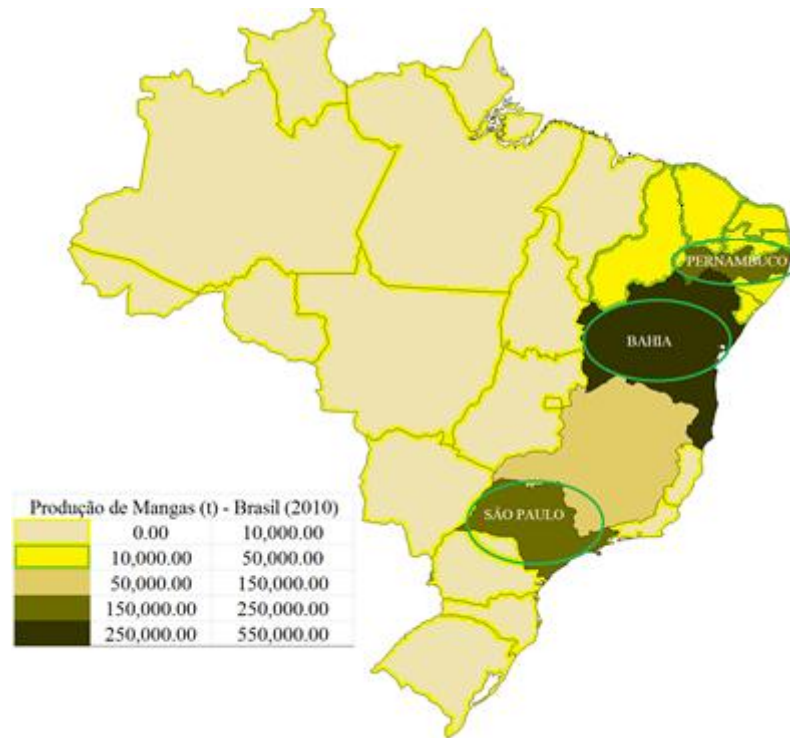 PERNAMBUCO
BAHIA
SÁO PAULO
Produção de Mangas (t) - Brasil (2010)
0.00 10,000.00
10,000.00 50,000.00
50,000.00 150,000.00
150,000.00 250,000.00
250,000.00 550,000.00